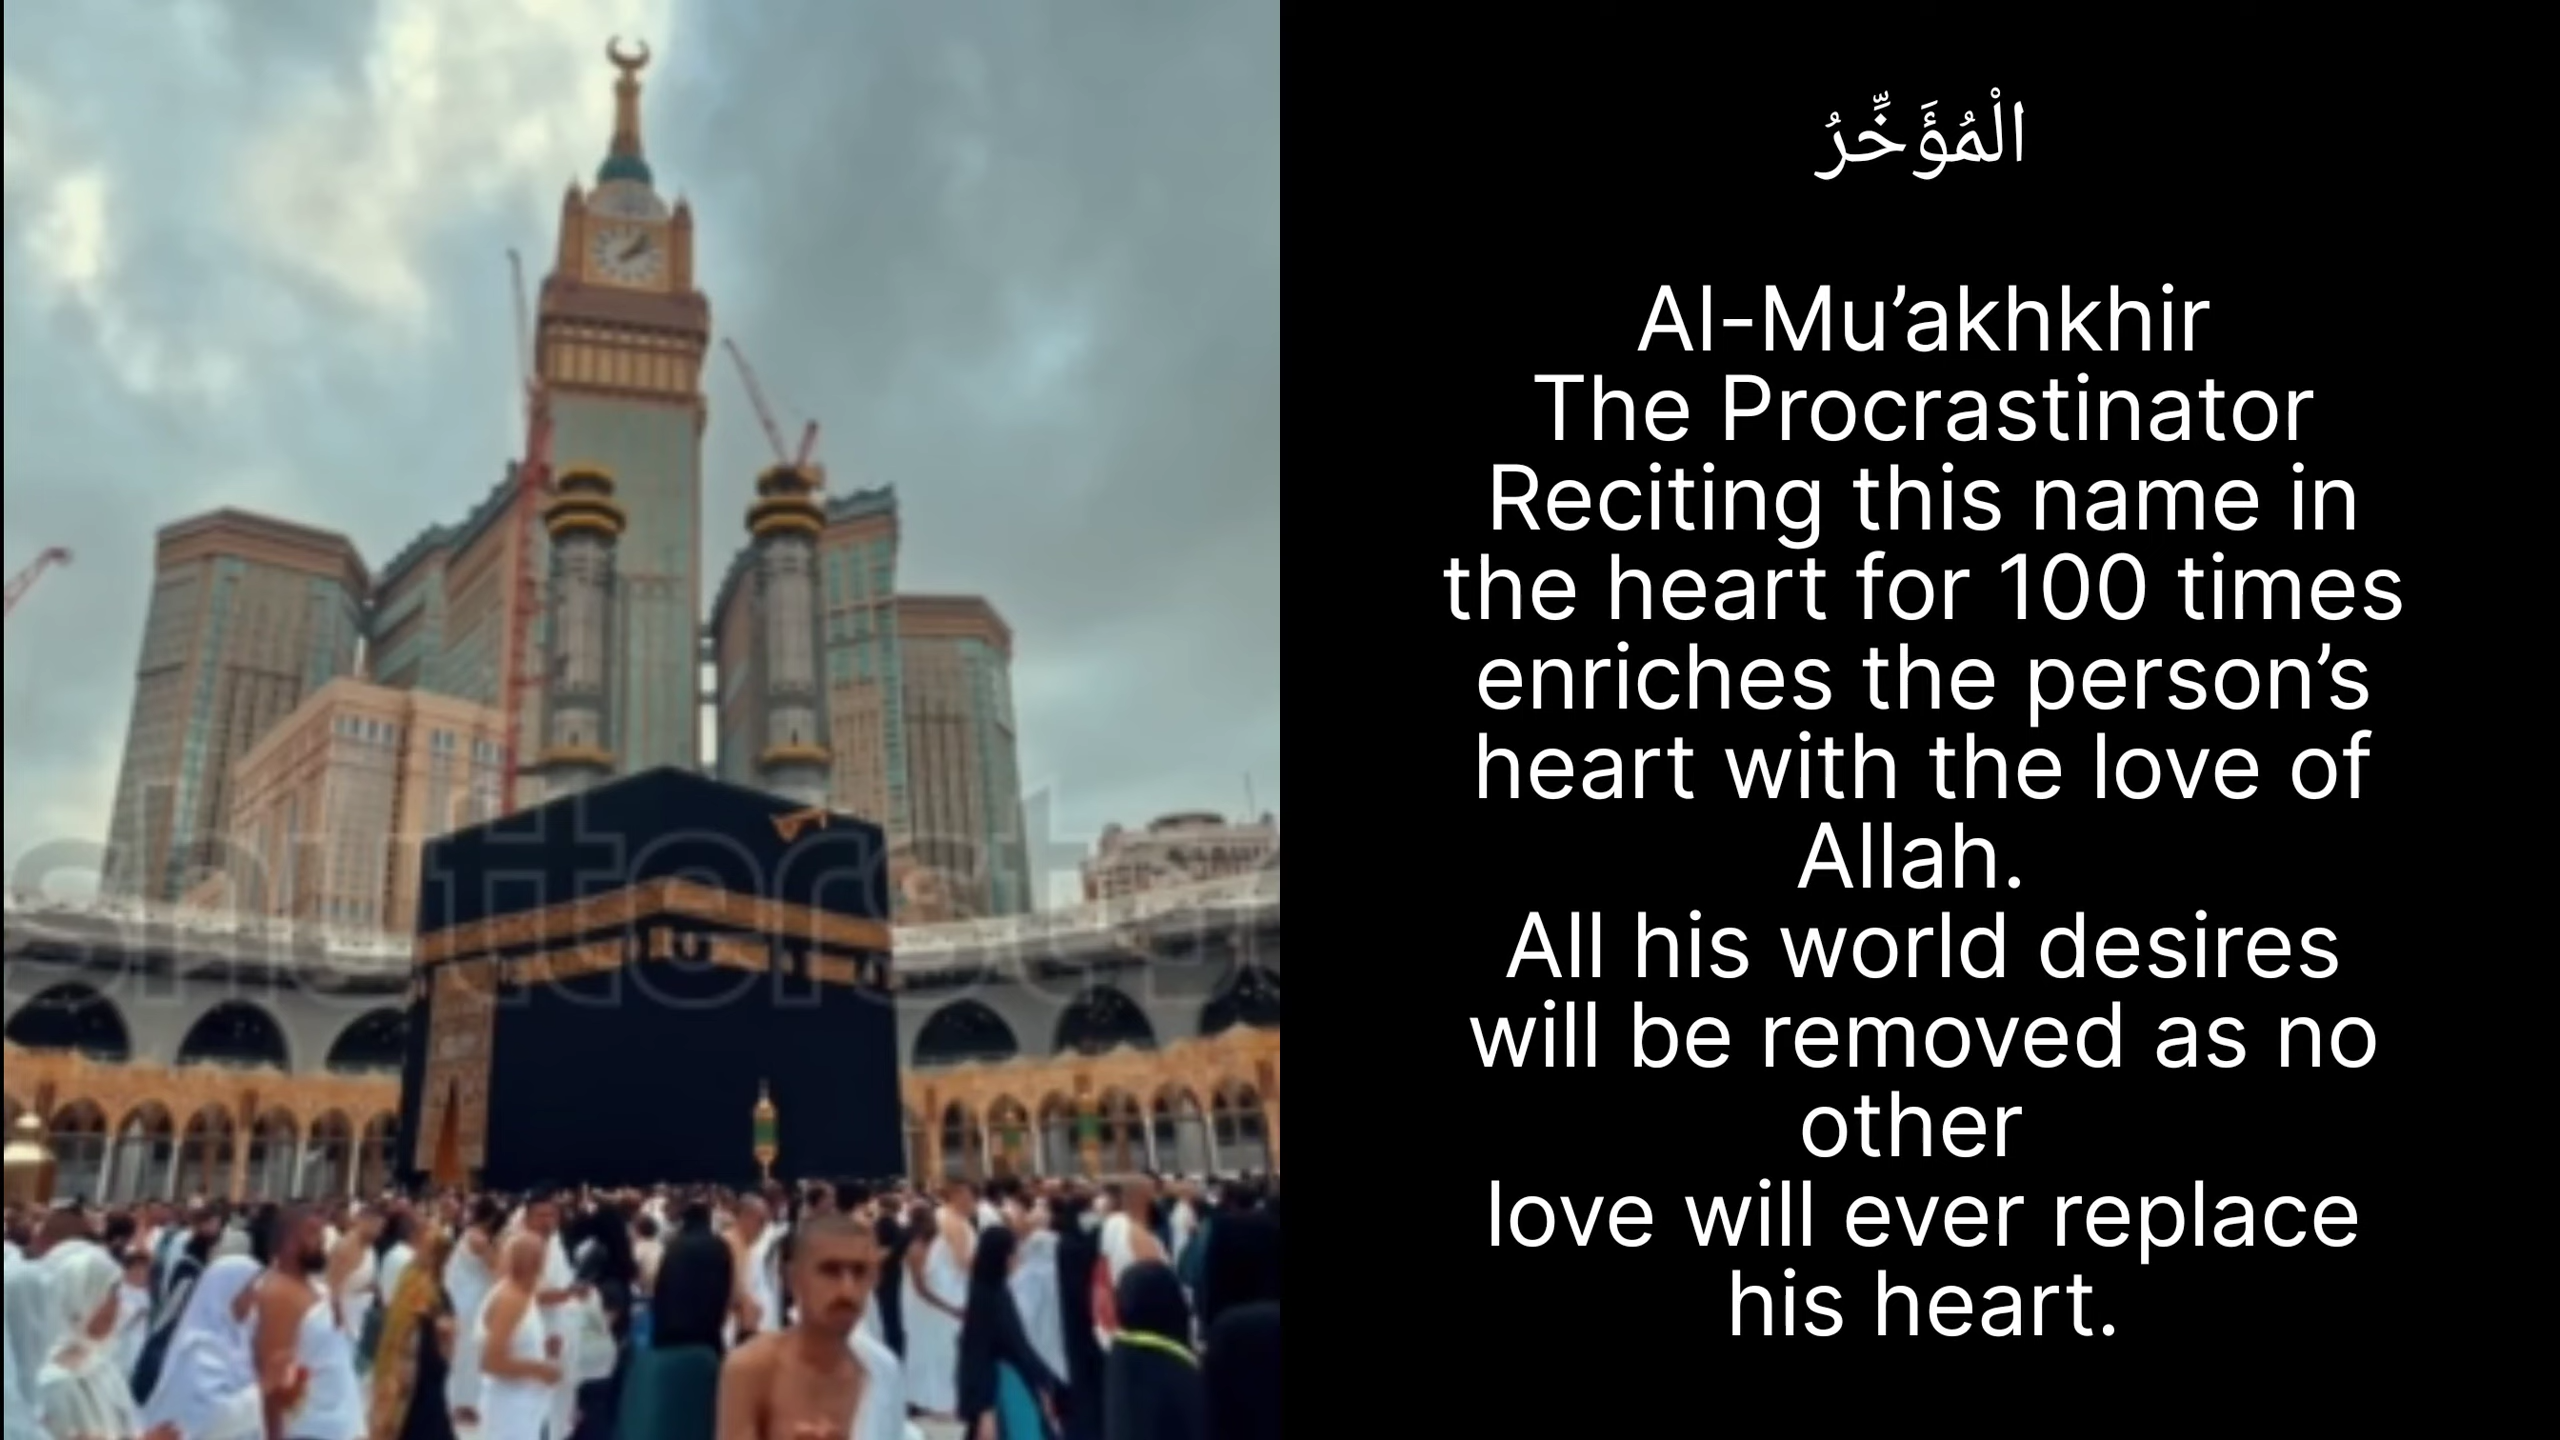 الْمُؤَخِّرُ
Al-Mu’akhkhir
The Procrastinator
Reciting this name in
the heart for 100 times
enriches the person’s
heart with the love of
Allah.
All his world desires
will be removed as no
other
love will ever replace
his heart.